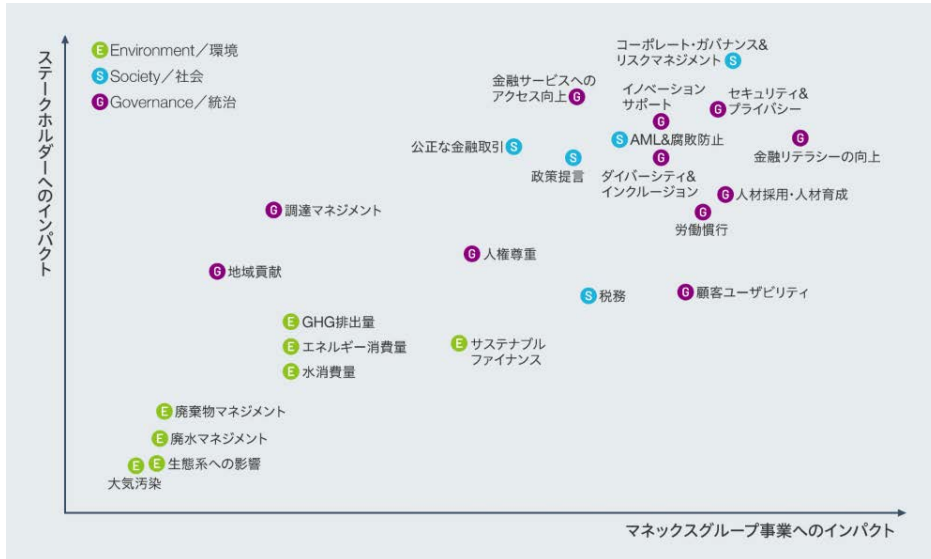 ステークホルダーへのインパクト
E Environment／環境
S Society／社会
G Governance／統治
コーポレート・ガバナンス&
リスクマネジメント S
金融サービスへの
アクセス向上 G
イノベーション
サポート
G
セキュリティ&
プライバシー
G
公正な金融取引 S
S
政策提言
S AML&腐敗防止
G
ダイバーシティ&
インクルージョン
G
金融リテラシーの向上
G 人材採用・人材育成
G
労働慣行
G 調達マネジメント
G 人権尊重
G 地域貢献
S 税務
G 顧客ユーザビリティ
E GHG排出量
E エネルギー消費量
E 水消費量
E サステナブル
ファイナンス
E 廃棄物マネジメント
E 廃水マネジメント
E E 生態系への影響
大気汚染
マネックスグループ事業へのインパクト